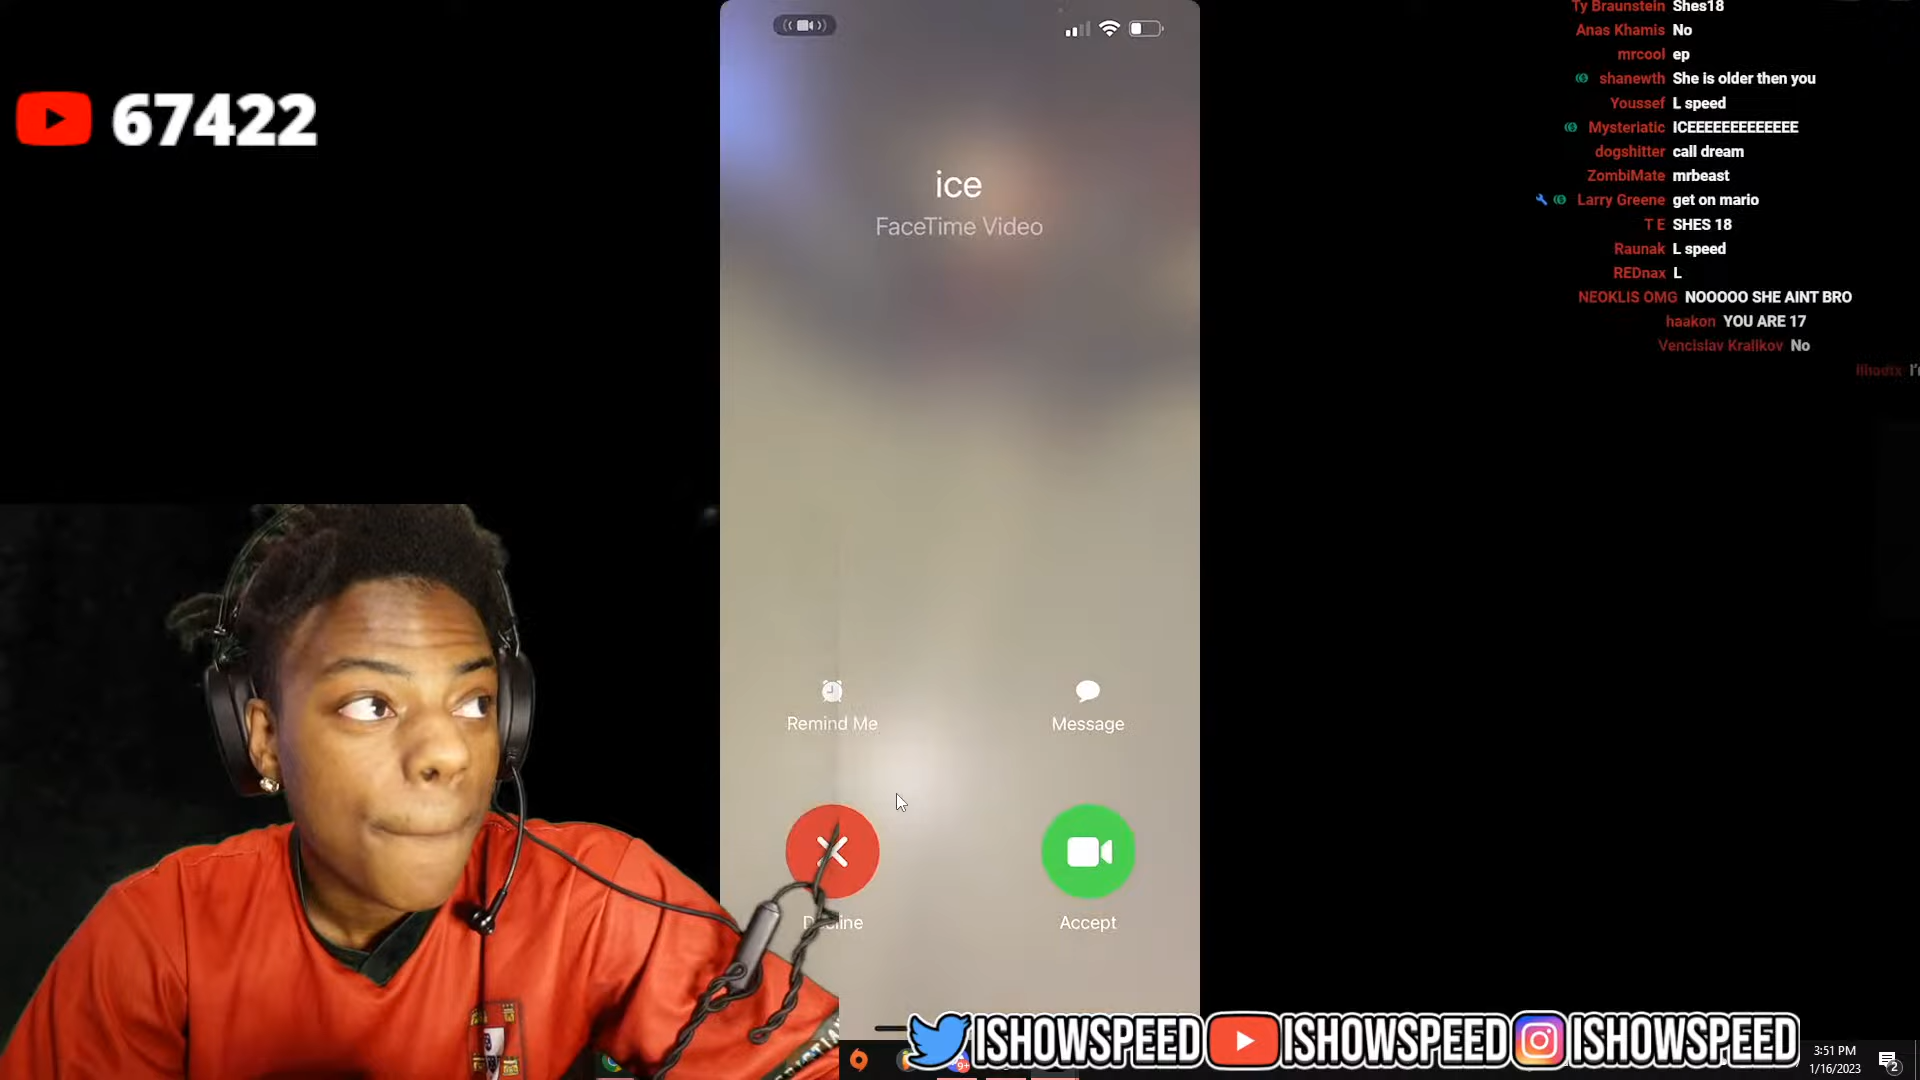 67422
ice
FaceTime Video
Remind Me
Message
Decline
Accept
Ty Braunstein Shes18
Anas Khamis No
mrcool ep
shanewth She is older then you
Youssef L speed
Mysteriatic ICEEEEEEEEEEEEE
dogshitter call dream
ZombiMate mrbeast
Larry Greene get on mario
T E SHES 18
Raunak L speed
REDnax L
NEOKLIS OMG NOOOOO SHE AINT BRO
haakon YOU ARE 17
Vencislav Kralikov No
ISHOWSPEED ISHOWSPEED ISHOWSPEED
3:51 PM
1/16/2023
2
9+